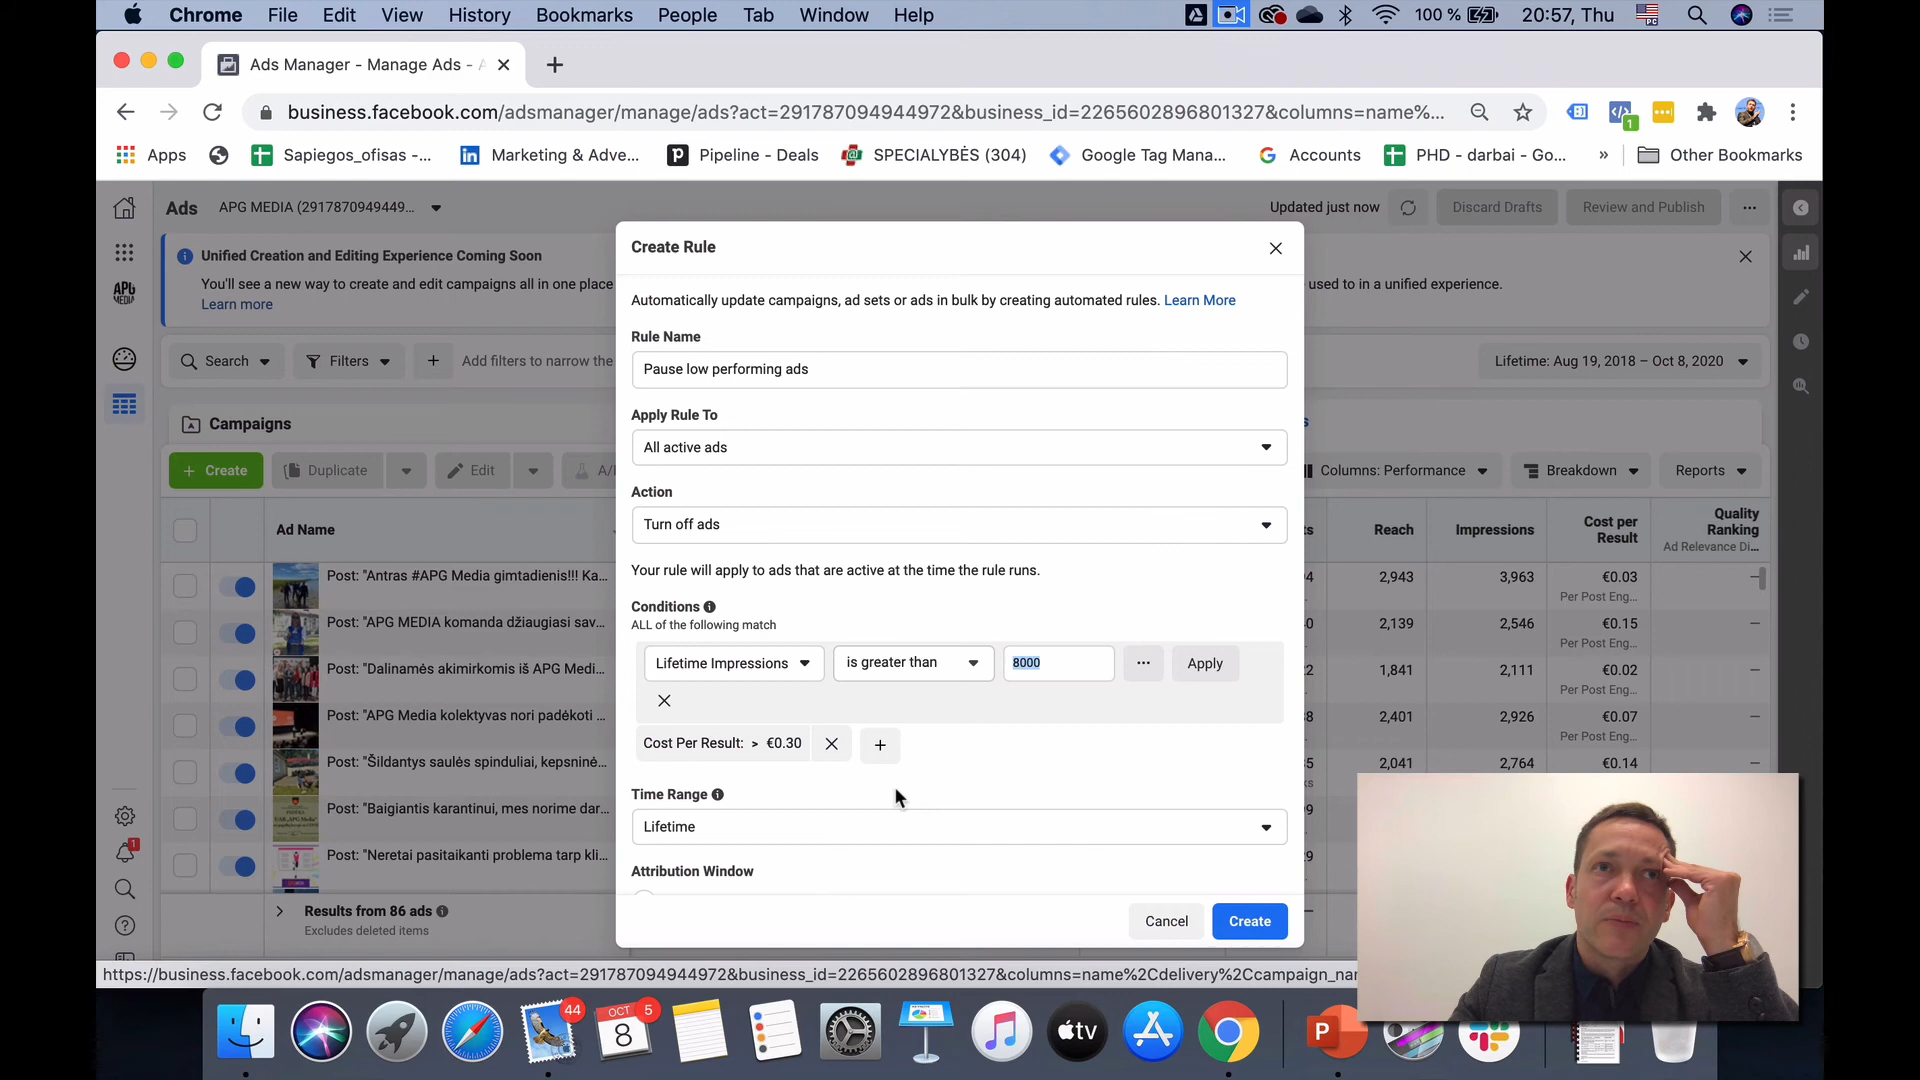 Chrome File Edit View History Bookmarks People Tab Window Help 100 % 20:57, Thu
Ads Manager - Manage Ads - A
business.facebook.com/adsmanager/manage/ads?act=291787094944972&business_id=2265602896801327&columns=name%...
Apps Sapiegos_ofisas -... Marketing & Adve... Pipeline - Deals SPECIALYBĖS (304) Google Tag Mana... Accounts PHD - darbai - Go... » Other Bookmarks
Ads APG MEDIA (2917870949449... Updated just now Discard Drafts Review and Publish
Unified Creation and Editing Experience Coming Soon
You'll see a new way to create and edit campaigns all in one place used to in a unified experience.
Learn more
Search Filters Add filters to narrow the Lifetime: Aug 19, 2018 – Oct 8, 2020
Campaigns
Create Duplicate Edit A/ Columns: Performance Breakdown Reports
Ad Name Reach Impressions Cost per Result Quality Ranking
Ad Relevance Di...
Post: "Antras #APG Media gimtadienis!!! Ka... 2,943 3,963 €0.03
Per Post Eng...
Post: "APG MEDIA komanda džiaugiasi sav... 2,139 2,546 €0.15
Per Post Eng...
Post: "Dalinamės akimirkomis iš APG Medi... 1,841 2,111 €0.02
Per Post Eng...
Post: "APG Media kolektyvas nori padėkoti ... 2,401 2,926 €0.07
Per Post Eng...
Post: "Šildantys saulės spinduliai, kepsninė... 2,041 2,764 €0.14
Post: "Baigiantis karantinui, mes norime dar...
Post: "Neretai pasitaikanti problema tarp kli...
Results from 86 ads
Excludes deleted items
Create Rule
Automatically update campaigns, ad sets or ads in bulk by creating automated rules. Learn More
Rule Name
Pause low performing ads
Apply Rule To
All active ads
Action
Turn off ads
Your rule will apply to ads that are active at the time the rule runs.
Conditions
ALL of the following match
Lifetime Impressions is greater than 8000 ... Apply
Cost Per Result: > €0.30
Time Range
Lifetime
Attribution Window
Cancel Create
https://business.facebook.com/adsmanager/manage/ads?act=291787094944972&business_id=2265602896801327&columns=name%2Cdelivery%2Ccampaign_na
44 OCT 8 5 tv P